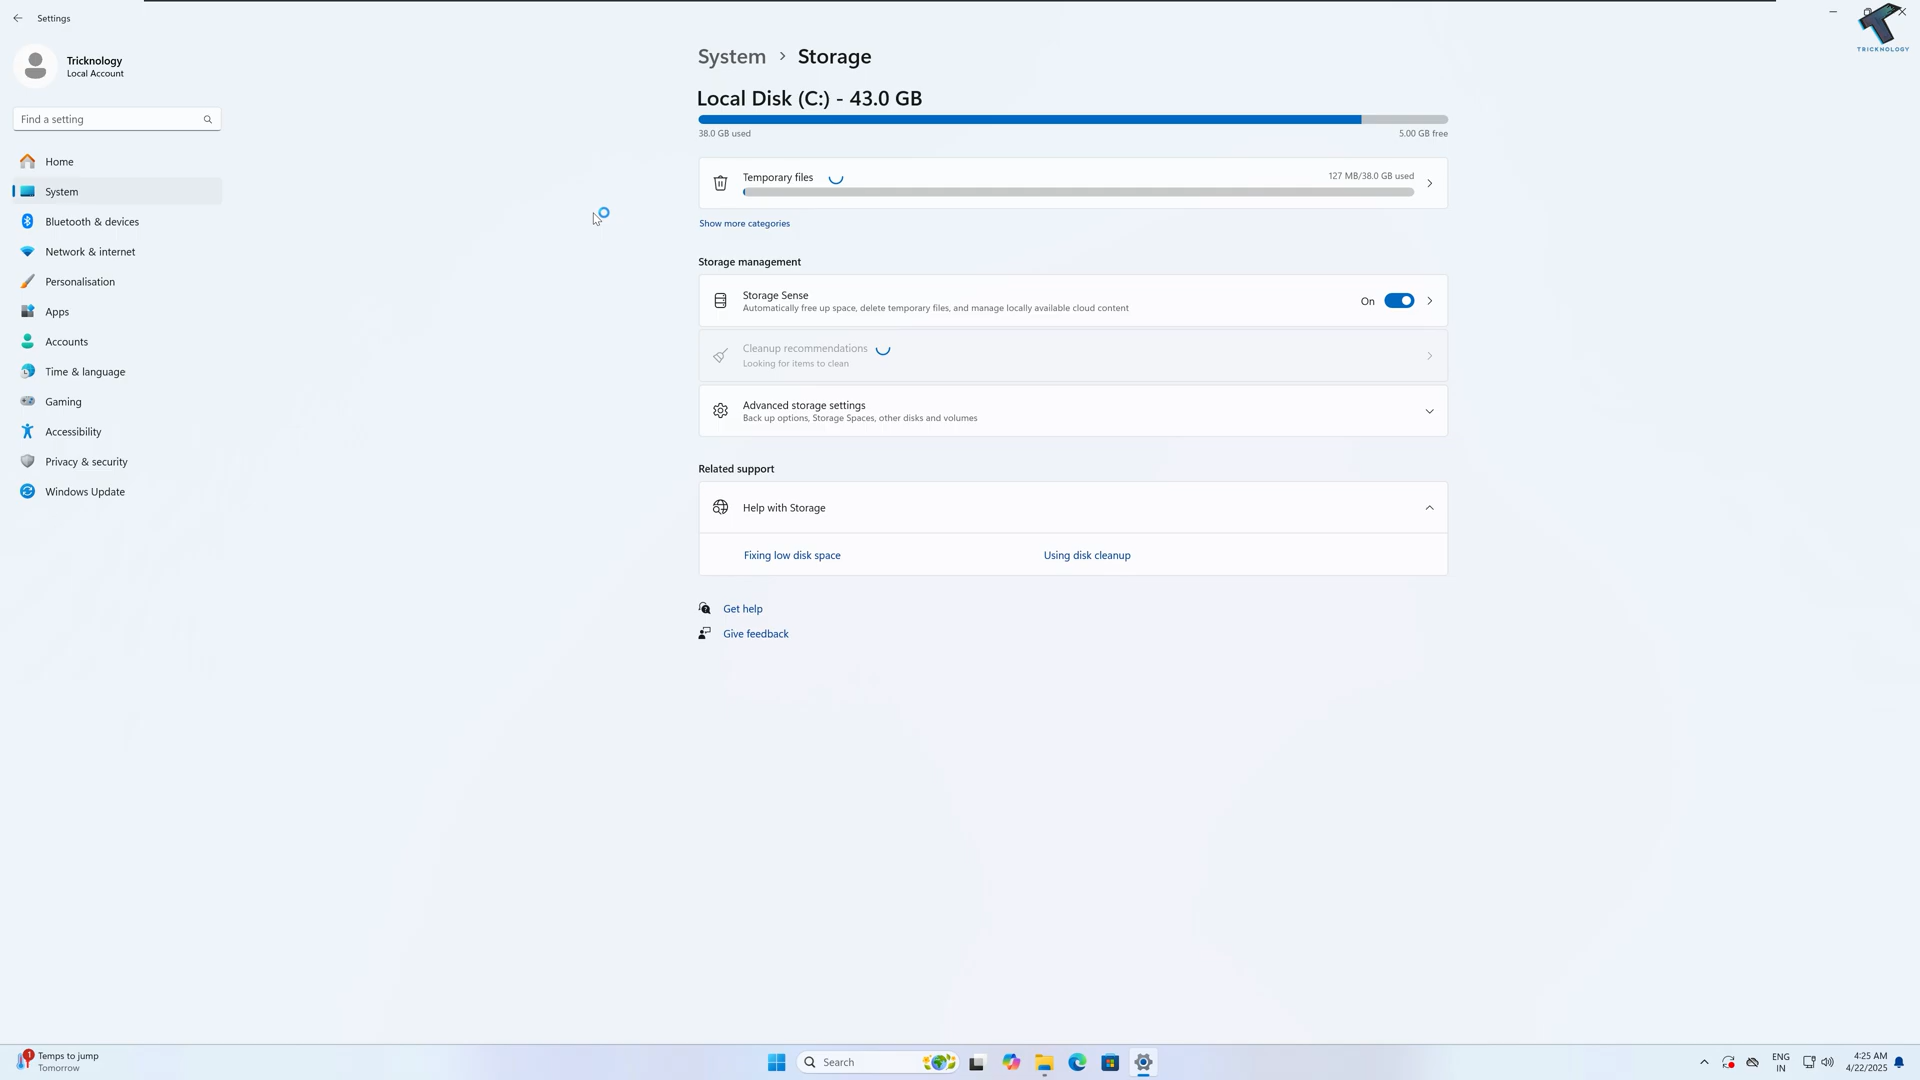 Settings
TRICKNOLOGY
Tricknology
Local Account
Find a setting
Home
System
Bluetooth & devices
Network & internet
Personalisation
Apps
Accounts
Time & language
Gaming
Accessibility
Privacy & security
Windows Update
System > Storage
Local Disk (C:) - 43.0 GB
38.0 GB used
5.00 GB free
Temporary files
127 MB/38.0 GB used
Show more categories
Storage management
Storage Sense
Automatically free up space, delete temporary files, and manage locally available cloud content
On
Cleanup recommendations
Looking for items to clean
Advanced storage settings
Back up options, Storage Spaces, other disks and volumes
Related support
Help with Storage
Fixing low disk space
Using disk cleanup
Get help
Give feedback
1
Temps to jump
Tomorrow
Search
ENG
IN
4:25 AM
4/22/2025